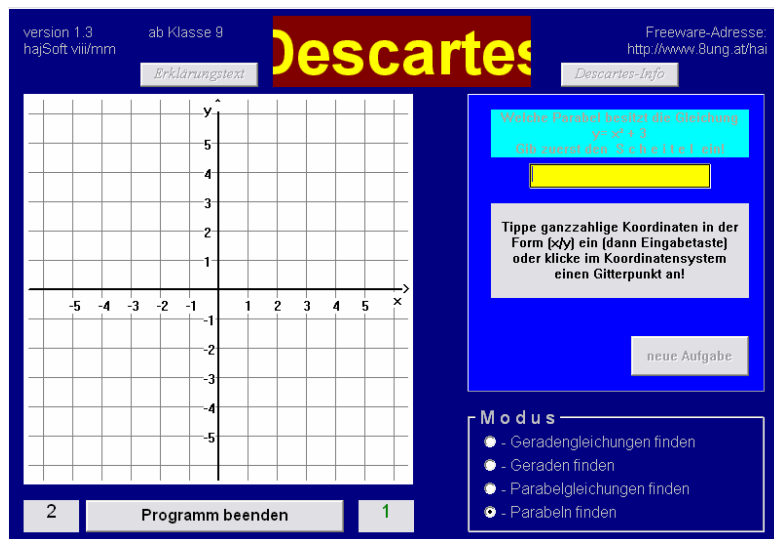 version 1.3
hajSoft viii/mm
ab Klasse 9
Erklärungstext
Descartes
Freeware-Adresse:
http://www.8ung.at/hai
Descartes-Info
y
5
4
3
2
1
-5 -4 -3 -2 -1 1 2 3 4 5 x
-1
-2
-3
-4
-5
Welche Parabel besitzt die Gleichung
y= x² + 3
Gib zuerst den S c h e i t e l ein!
Tippe ganzzahlige Koordinaten in der
Form (x/y) ein (dann Eingabetaste)
oder klicke im Koordinatensystem
einen Gitterpunkt an!
neue Aufgabe
M o d u s
- Geradengleichungen finden
- Geraden finden
- Parabelgleichungen finden
- Parabeln finden
2
Programm beenden
1